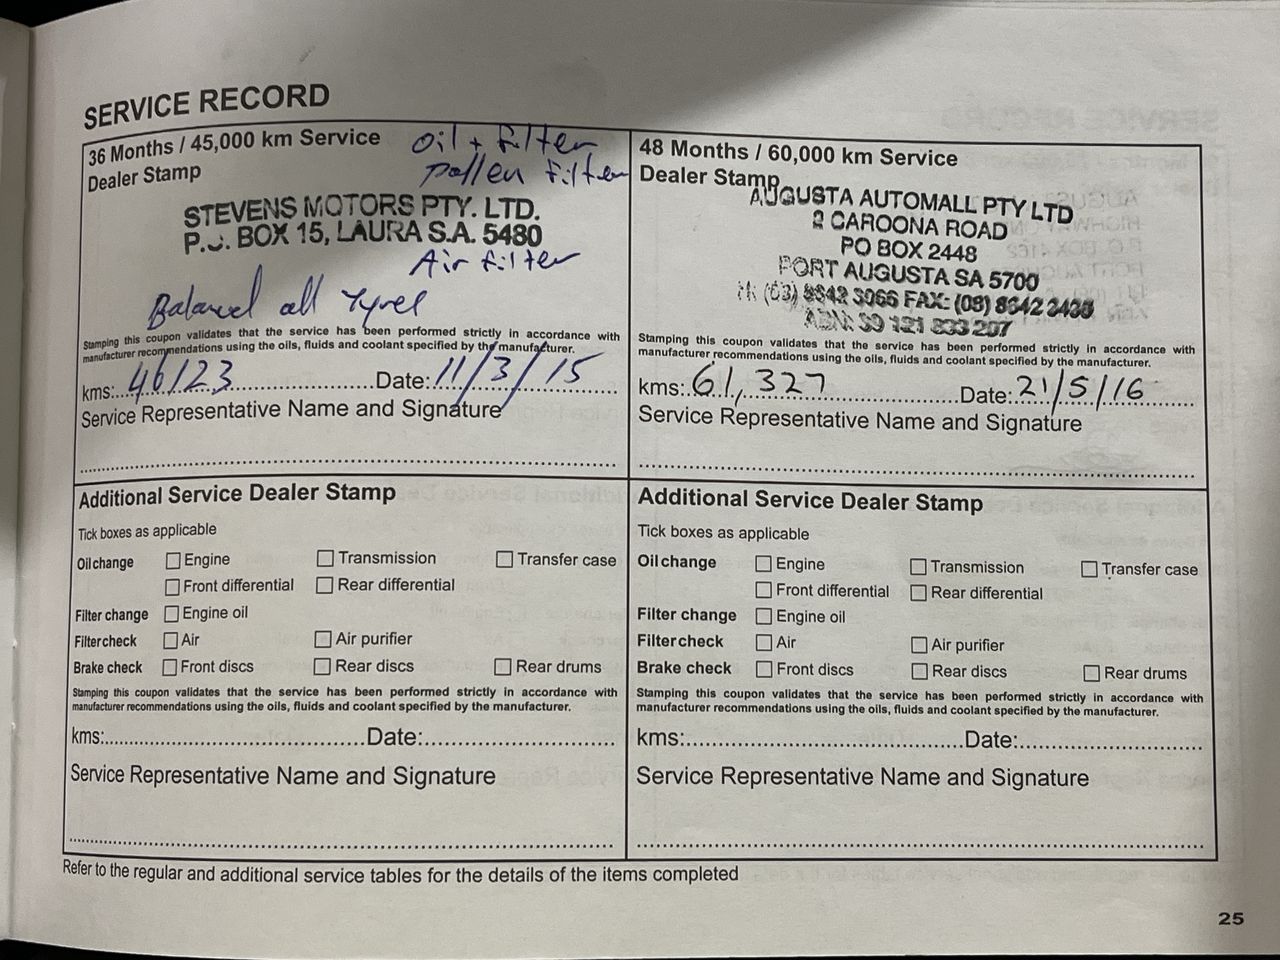 SERVICE RECORD
36 Months / 45,000 km Service
Oil + Filter
Dealer Stamp
Pollen Filter
STEVENS MOTORS PTY. LTD.
P.O. BOX 15, LAURA S.A. 5480
Air Filter
Balanced all Tyres
Stamping this coupon validates that the service has been performed strictly in accordance with
manufacturer recommendations using the oils, fluids and coolant specified by the manufacturer.
kms: 46123 Date: 11/3/15
Service Representative Name and Signature
48 Months / 60,000 km Service
Dealer Stamp
AUGUSTA AUTOMALL PTY LTD
2 CAROONA ROAD
PO BOX 2448
PORT AUGUSTA SA 5700
(08) 8642 3066 FAX: (08) 8642 2438
ABN: 39 121 833 207
Stamping this coupon validates that the service has been performed strictly in accordance with
manufacturer recommendations using the oils, fluids and coolant specified by the manufacturer.
kms: 61,327 Date: 21/5/16
Service Representative Name and Signature
Additional Service Dealer Stamp
Tick boxes as applicable
Oil change Engine Transmission Transfer case
Front differential Rear differential
Filter change Engine oil
Filter check Air Air purifier
Brake check Front discs Rear discs Rear drums
Stamping this coupon validates that the service has been performed strictly in accordance with
manufacturer recommendations using the oils, fluids and coolant specified by the manufacturer.
kms: Date:
Service Representative Name and Signature
Additional Service Dealer Stamp
Tick boxes as applicable
Oil change Engine Transmission Transfer case
Front differential Rear differential
Filter change Engine oil
Filter check Air Air purifier
Brake check Front discs Rear discs Rear drums
Stamping this coupon validates that the service has been performed strictly in accordance with
manufacturer recommendations using the oils, fluids and coolant specified by the manufacturer.
kms: Date:
Service Representative Name and Signature
Refer to the regular and additional service tables for the details of the items completed
25